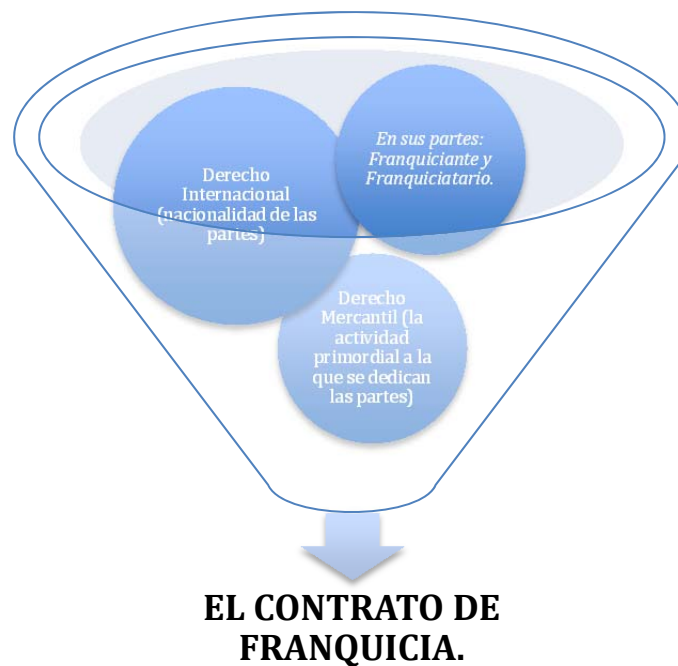 En sus partes:
Franquiciante y
Franquiciatario.
Derecho
Internacional
(nacionalidad de las
partes)
Derecho
Mercantil (la
actividad
primordial a la
que se dedican
las partes)
EL CONTRATO DE
FRANQUICIA.